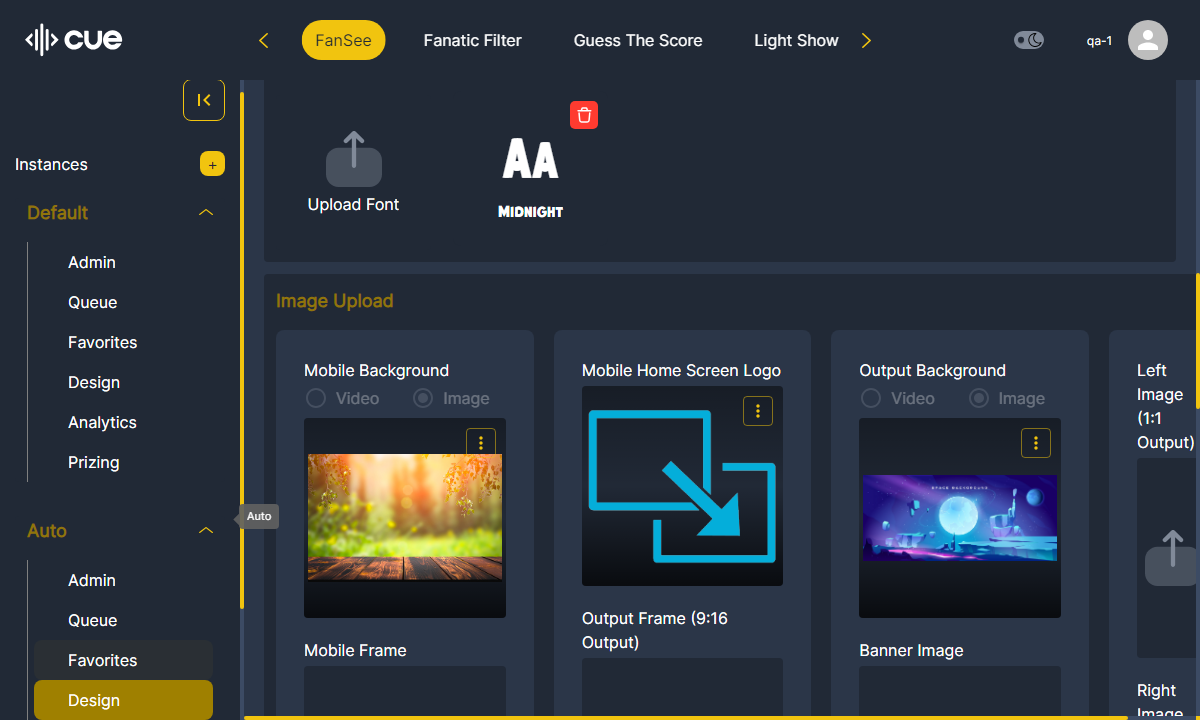 cue
FanSee
Fanatic Filter
Guess The Score
Light Show
qa-1
Instances
+
Default
Admin
Queue
Favorites
Design
Analytics
Prizing
Auto
Auto
Admin
Queue
Favorites
Design
Upload Font
AA
MIDNIGHT
Image Upload
Mobile Background
Video
Image
Mobile Frame
Mobile Home Screen Logo
Output Frame (9:16
Output)
Output Background
Video
Image
SPACE BACKGROUND
Banner Image
Left
Image
(1:1
Output)
Right
Image